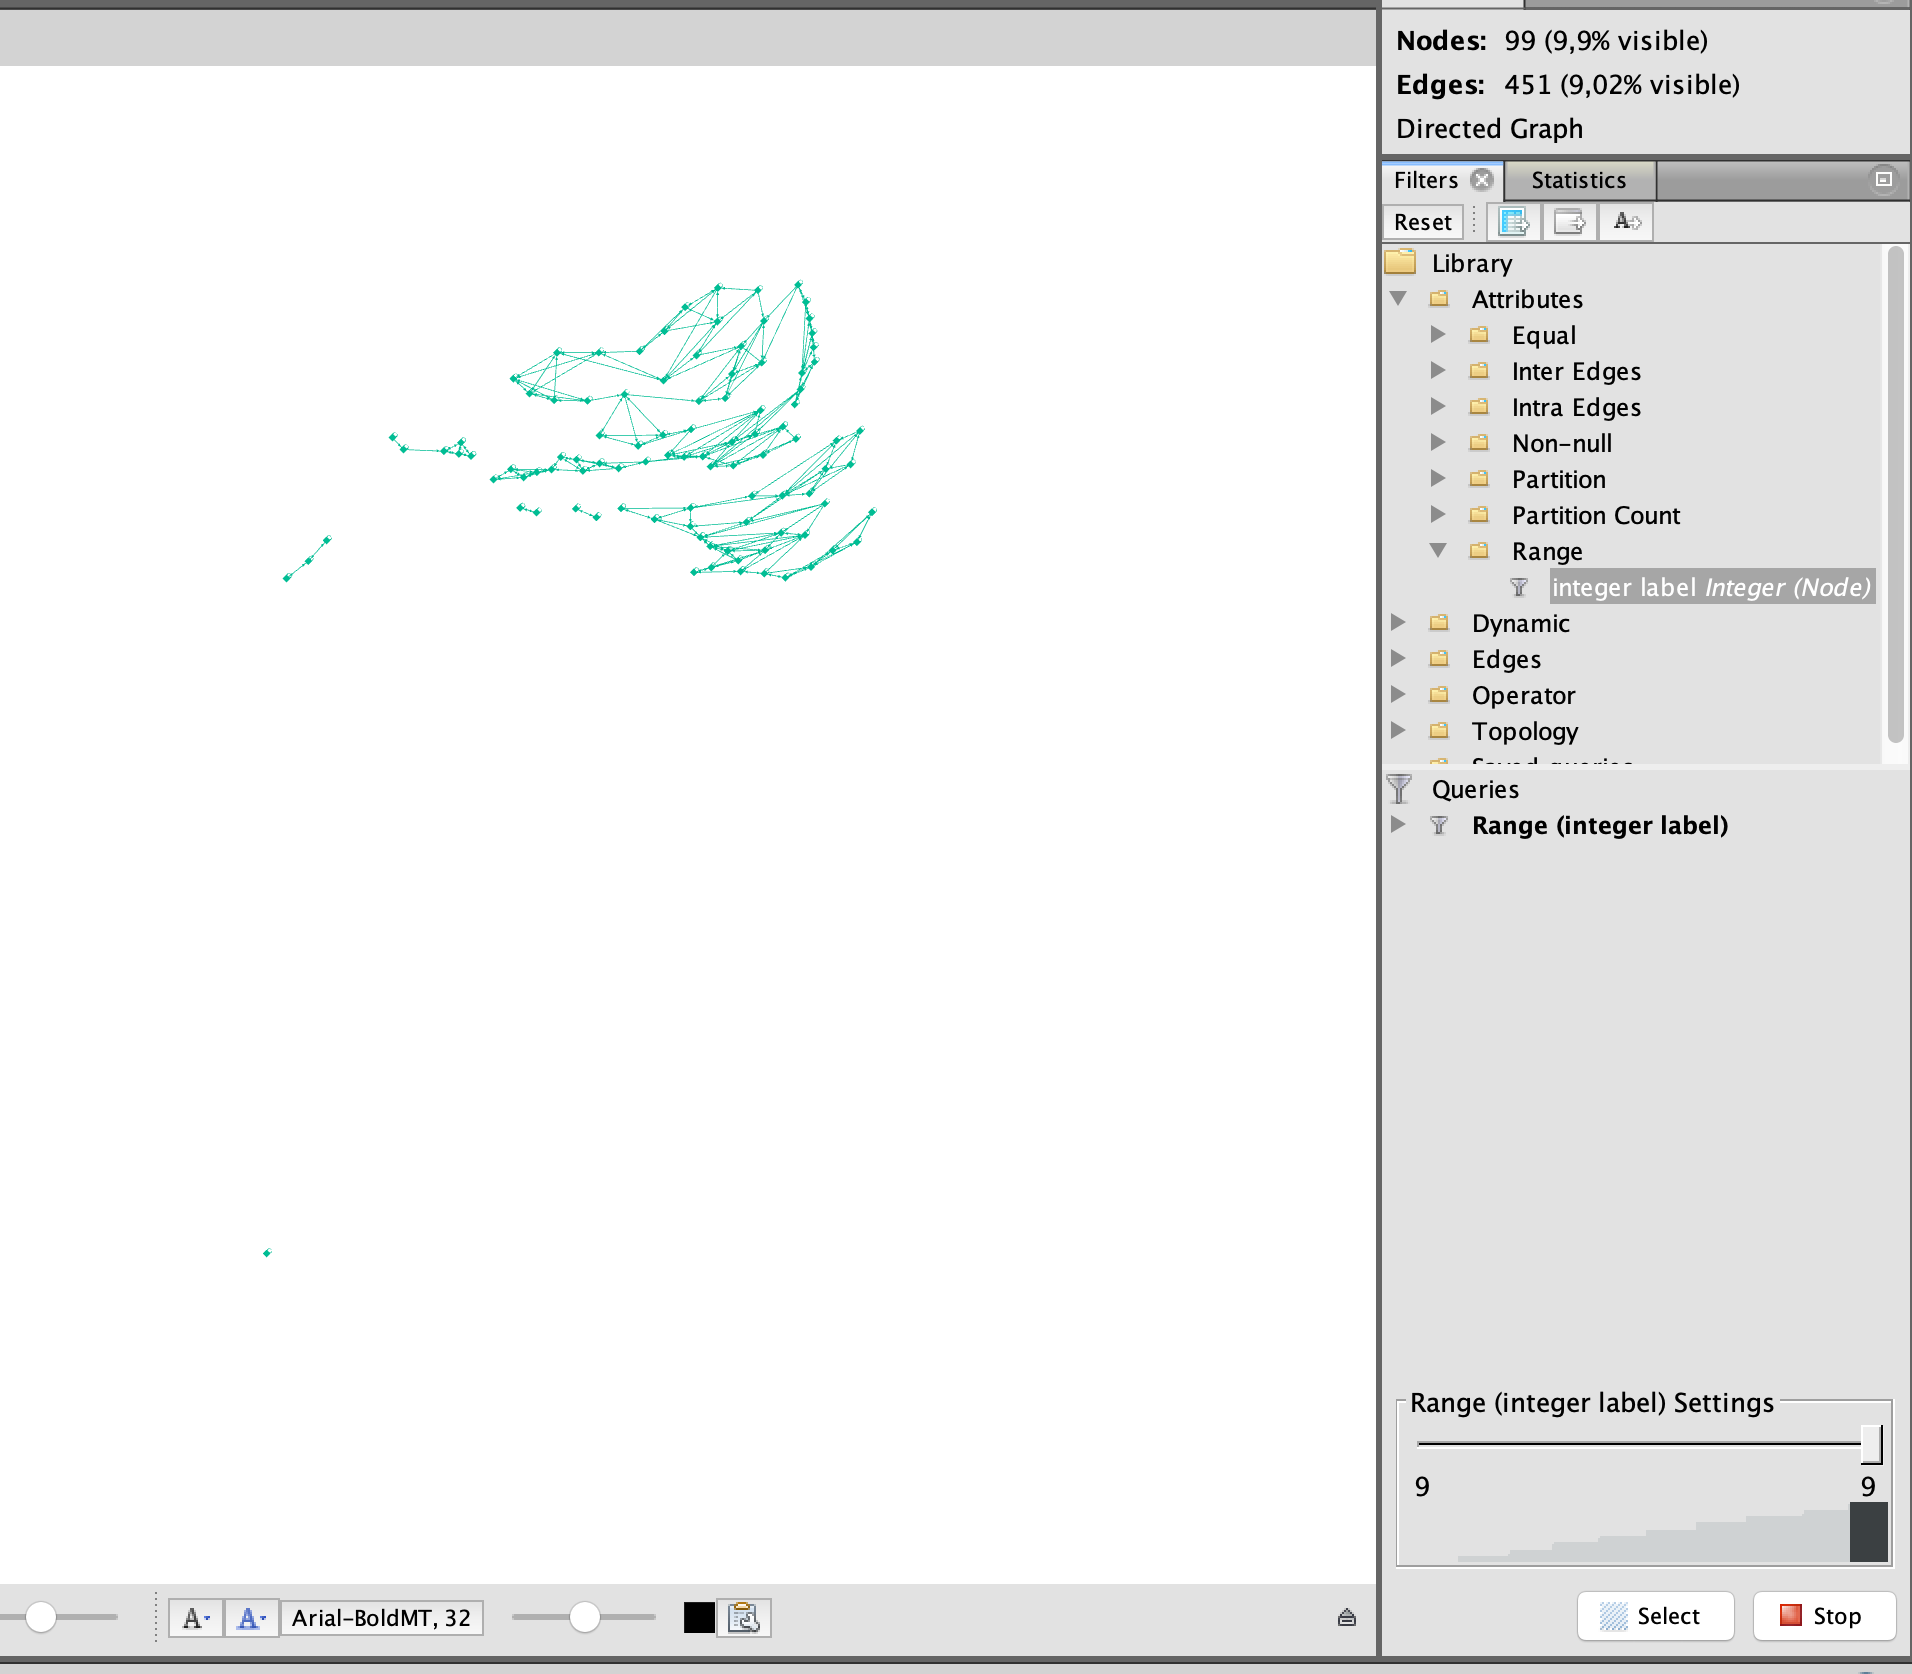 Nodes: 99 (9,9% visible)
Edges: 451 (9,02% visible)
Directed Graph
Filters Statistics
Reset A
Library
Attributes
Equal
Inter Edges
Intra Edges
Non-null
Partition
Partition Count
Range
integer label Integer (Node)
Dynamic
Edges
Operator
Topology
Saved queries
Queries
Range (integer label)
Range (integer label) Settings
9 9
A A Arial-BoldMT, 32
Select Stop